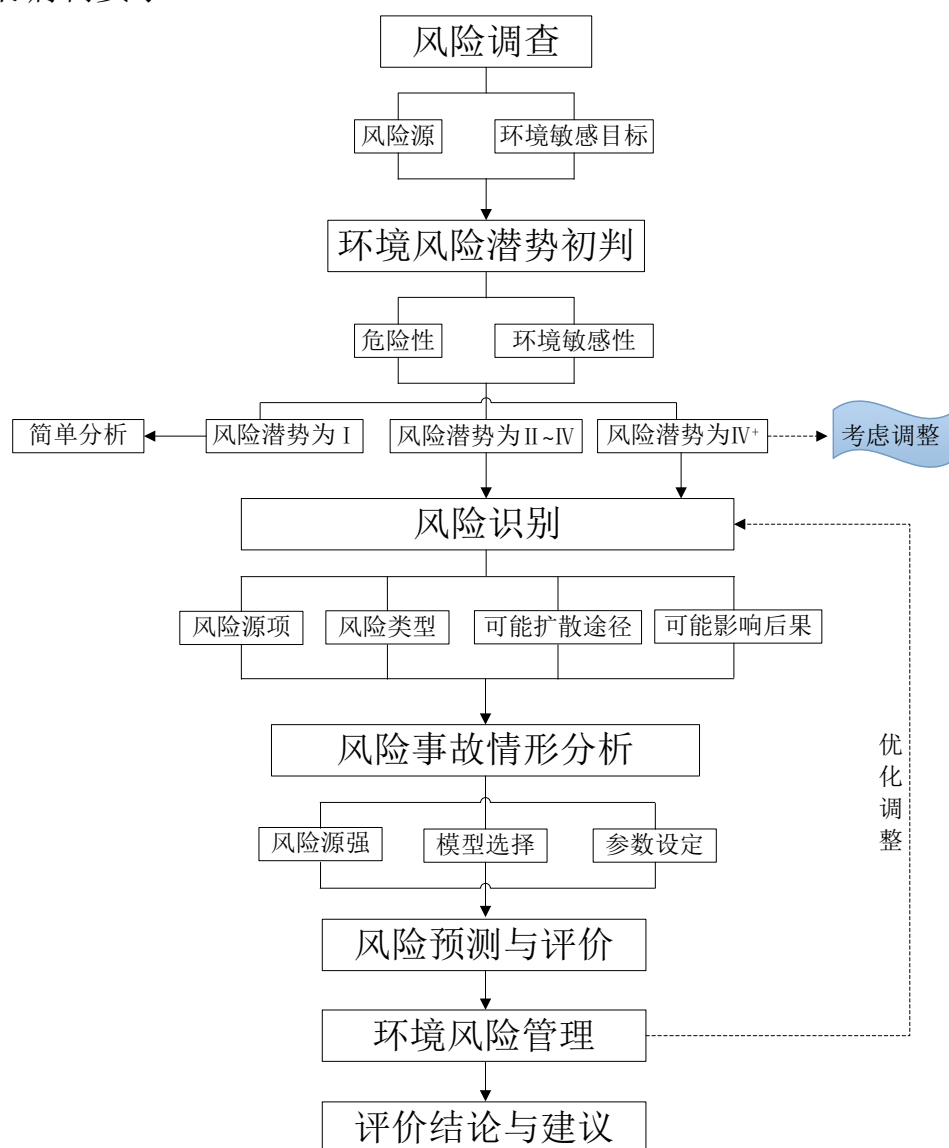 风险调查
风险源 环境敏感目标
环境风险潜势初判
危险性 环境敏感性
简单分析 风险潜势为Ⅰ 风险潜势为Ⅱ~Ⅳ 风险潜势为Ⅳ+ 考虑调整
风险识别
风险源项 风险类型 可能扩散途径 可能影响后果
风险事故情形分析
优化调整
风险源强 模型选择 参数设定
风险预测与评价
环境风险管理
评价结论与建议